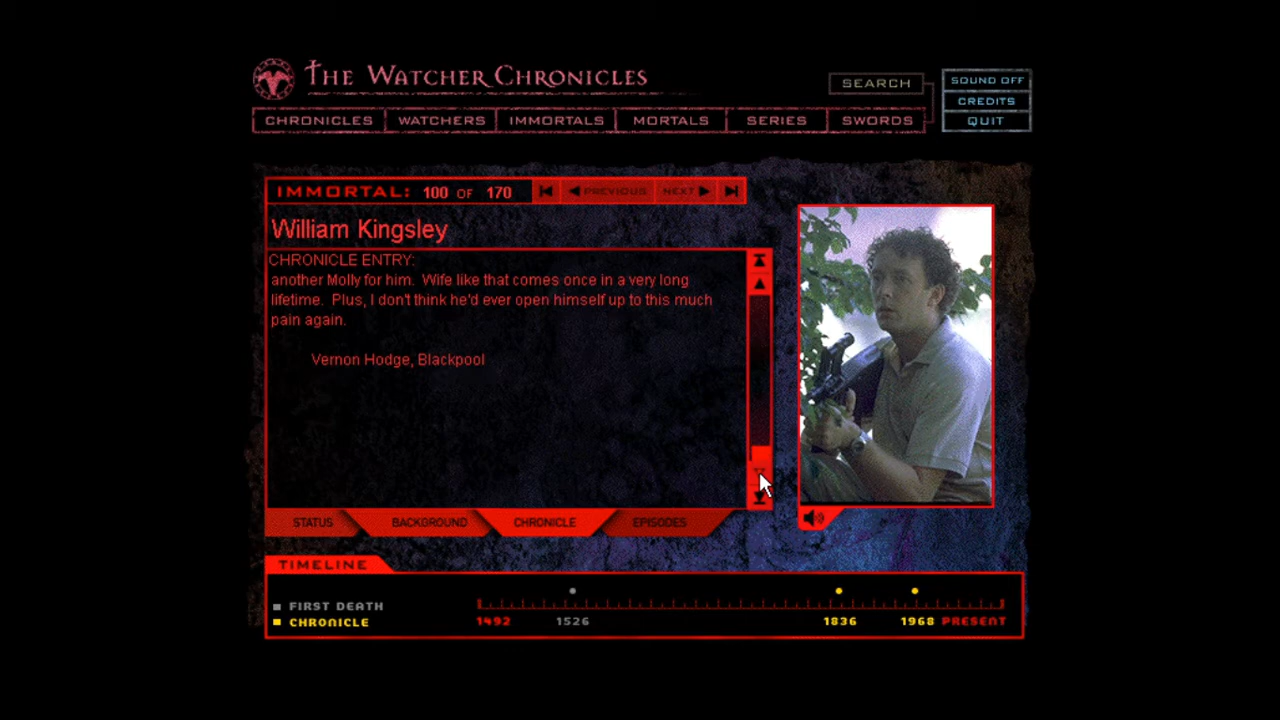 THE WATCHER CHRONICLES
SEARCH
SOUND OFF
CREDITS
QUIT
CHRONICLES WATCHERS IMMORTALS MORTALS SERIES SWORDS
IMMORTAL: 100 OF 170 PREVIOUS NEXT
William Kingsley
CHRONICLE ENTRY:
another Molly for him. Wife like that comes once in a very long
lifetime. Plus, I don't think he'd ever open himself up to this much
pain again.
Vernon Hodge, Blackpool
STATUS BACKGROUND CHRONICLE EPISODES
TIMELINE
FIRST DEATH
CHRONICLE
1492 1526 1836 1968 PRESENT